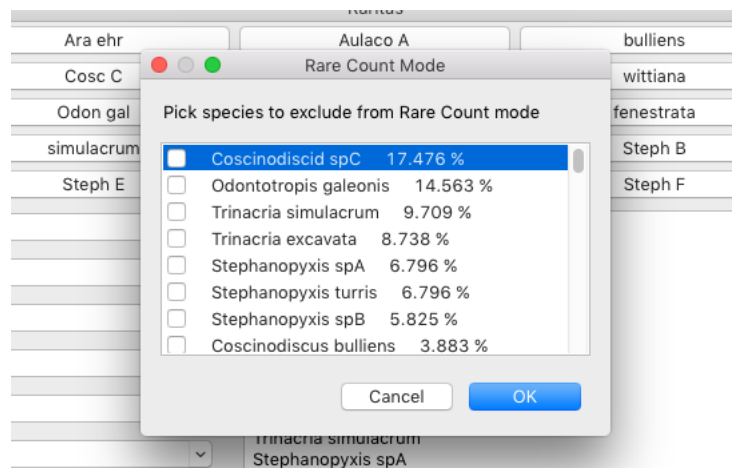 Raritas
Ara ehr
Aulaco A
bulliens
Rare Count Mode
Cosc C
wittiana
Odon gal
Pick species to exclude from Rare Count mode
fenestrata
simulacrum
Coscinodiscid spC 17.476 %
Steph B
Odontotropis galeonis 14.563 %
Steph E
Steph F
Trinacria simulacrum 9.709 %
Trinacria excavata 8.738 %
Stephanopyxis spA 6.796 %
Stephanopyxis turris 6.796 %
Stephanopyxis spB 5.825 %
Coscinodiscus bulliens 3.883 %
Cancel
OK
Trinacria simulacrum
Stephanopyxis spA